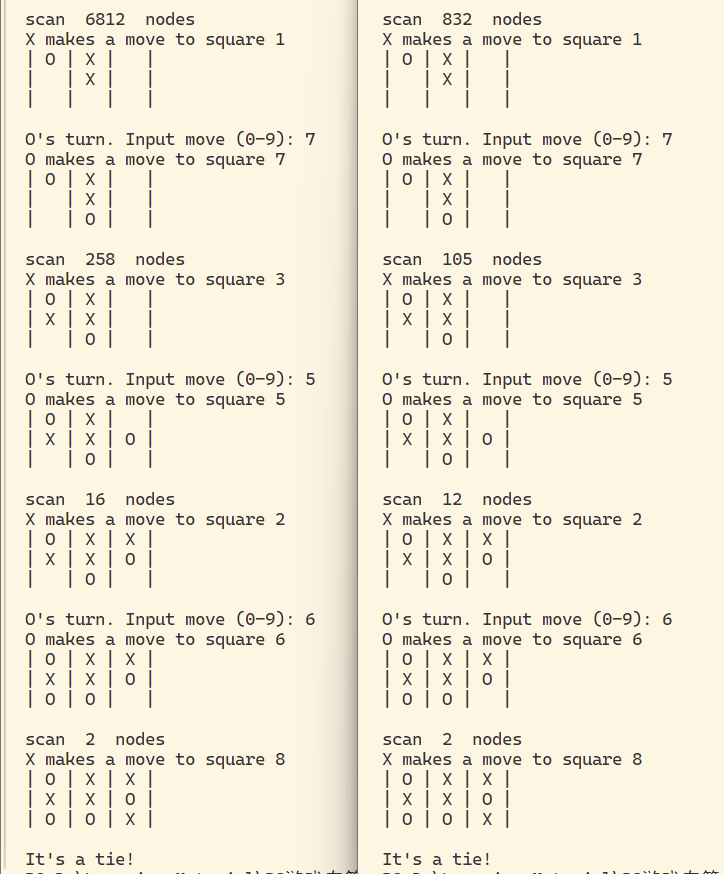 scan  6812  nodes
X makes a move to square 1
| O | X |   |
|   | X |   |
|   |   |   |
O's turn. Input move (0-9): 7
O makes a move to square 7
| O | X |   |
|   | X |   |
|   | O |   |
scan  258  nodes
X makes a move to square 3
| O | X |   |
| X | X |   |
|   | O |   |
O's turn. Input move (0-9): 5
O makes a move to square 5
| O | X |   |
| X | X | O |
|   | O |   |
scan  16  nodes
X makes a move to square 2
| O | X | X |
| X | X | O |
|   | O |   |
O's turn. Input move (0-9): 6
O makes a move to square 6
| O | X | X |
| X | X | O |
| O | O |   |
scan  2  nodes
X makes a move to square 8
| O | X | X |
| X | X | O |
| O | O | X |
It's a tie!
scan  832  nodes
X makes a move to square 1
| O | X |   |
|   | X |   |
|   |   |   |
O's turn. Input move (0-9): 7
O makes a move to square 7
| O | X |   |
|   | X |   |
|   | O |   |
scan  105  nodes
X makes a move to square 3
| O | X |   |
| X | X |   |
|   | O |   |
O's turn. Input move (0-9): 5
O makes a move to square 5
| O | X |   |
| X | X | O |
|   | O |   |
scan  12  nodes
X makes a move to square 2
| O | X | X |
| X | X | O |
|   | O |   |
O's turn. Input move (0-9): 6
O makes a move to square 6
| O | X | X |
| X | X | O |
| O | O |   |
scan  2  nodes
X makes a move to square 8
| O | X | X |
| X | X | O |
| O | O | X |
It's a tie!